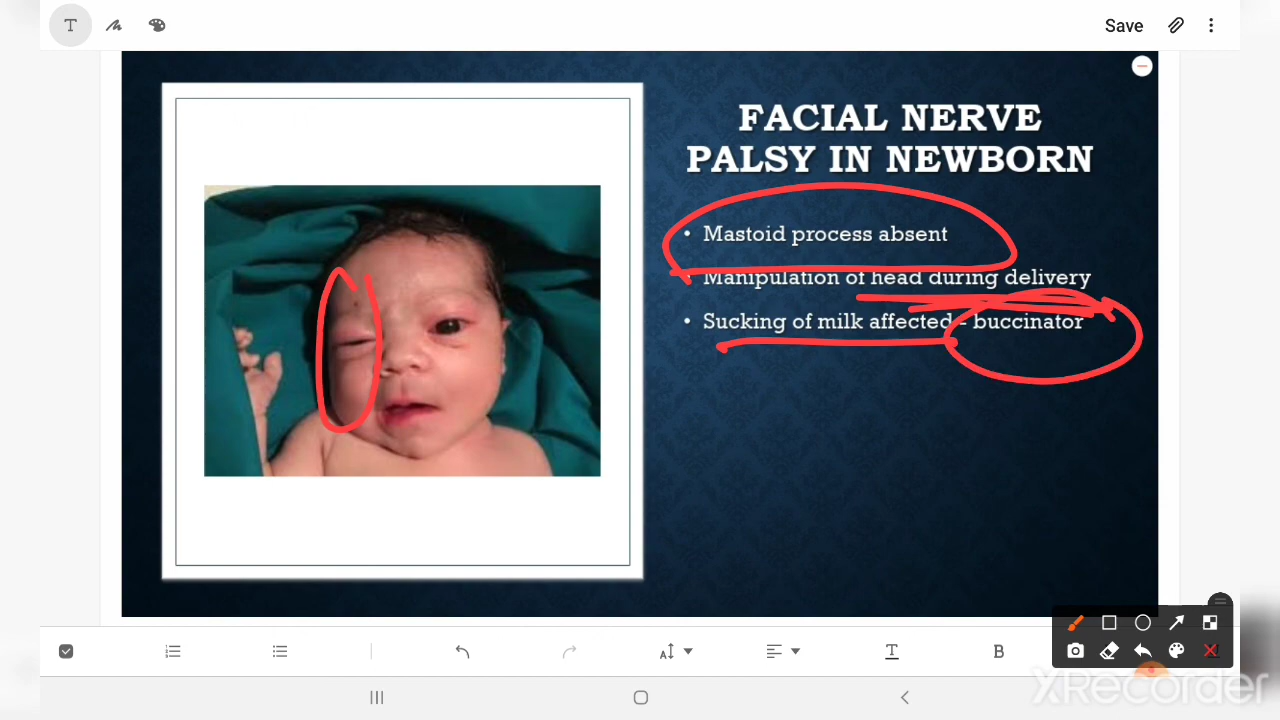 T
Save
FACIAL NERVE
PALSY IN NEWBORN
• Mastoid process absent
• Manipulation of head during delivery
• Sucking of milk affected - buccinator
T
B
XRecorder